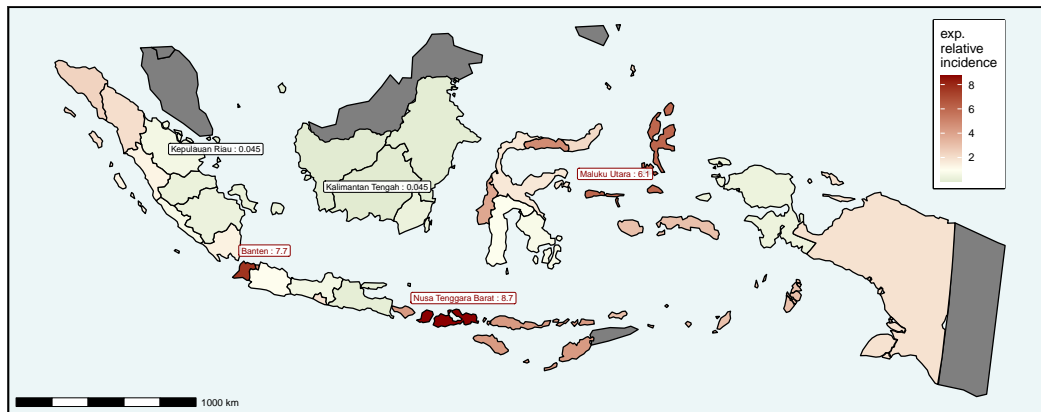 exp.
relative
incidence
8
6
4
2
Kepulauan Riau : 0.045
Maluku Utara : 6.1
Kalimantan Tengah : 0.045
Banten : 7.7
Nusa Tenggara Barat : 8.7
1000 km